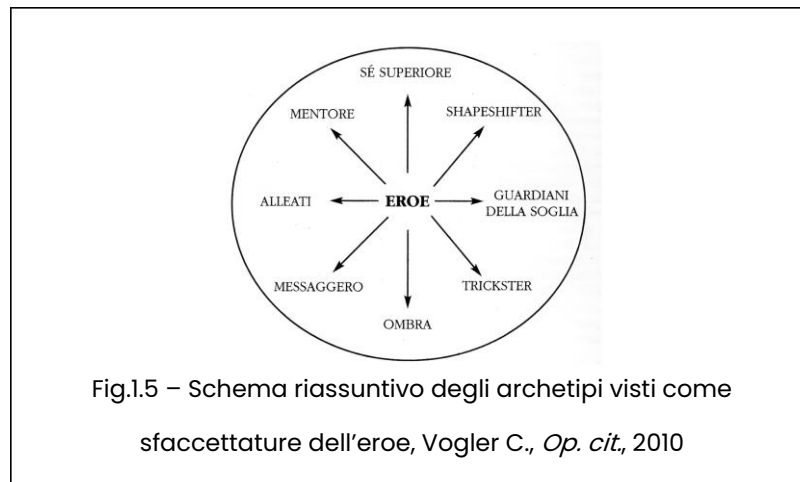 SÉ SUPERIORE
MENTORE
SHAPESHIFTER
ALLEATI
EROE
GUARDIANI
DELLA SOGLIA
MESSAGGERO
TRICKSTER
OMBRA
Fig.1.5 – Schema riassuntivo degli archetipi visti come
sfaccettature dell’eroe, Vogler C., Op. cit., 2010